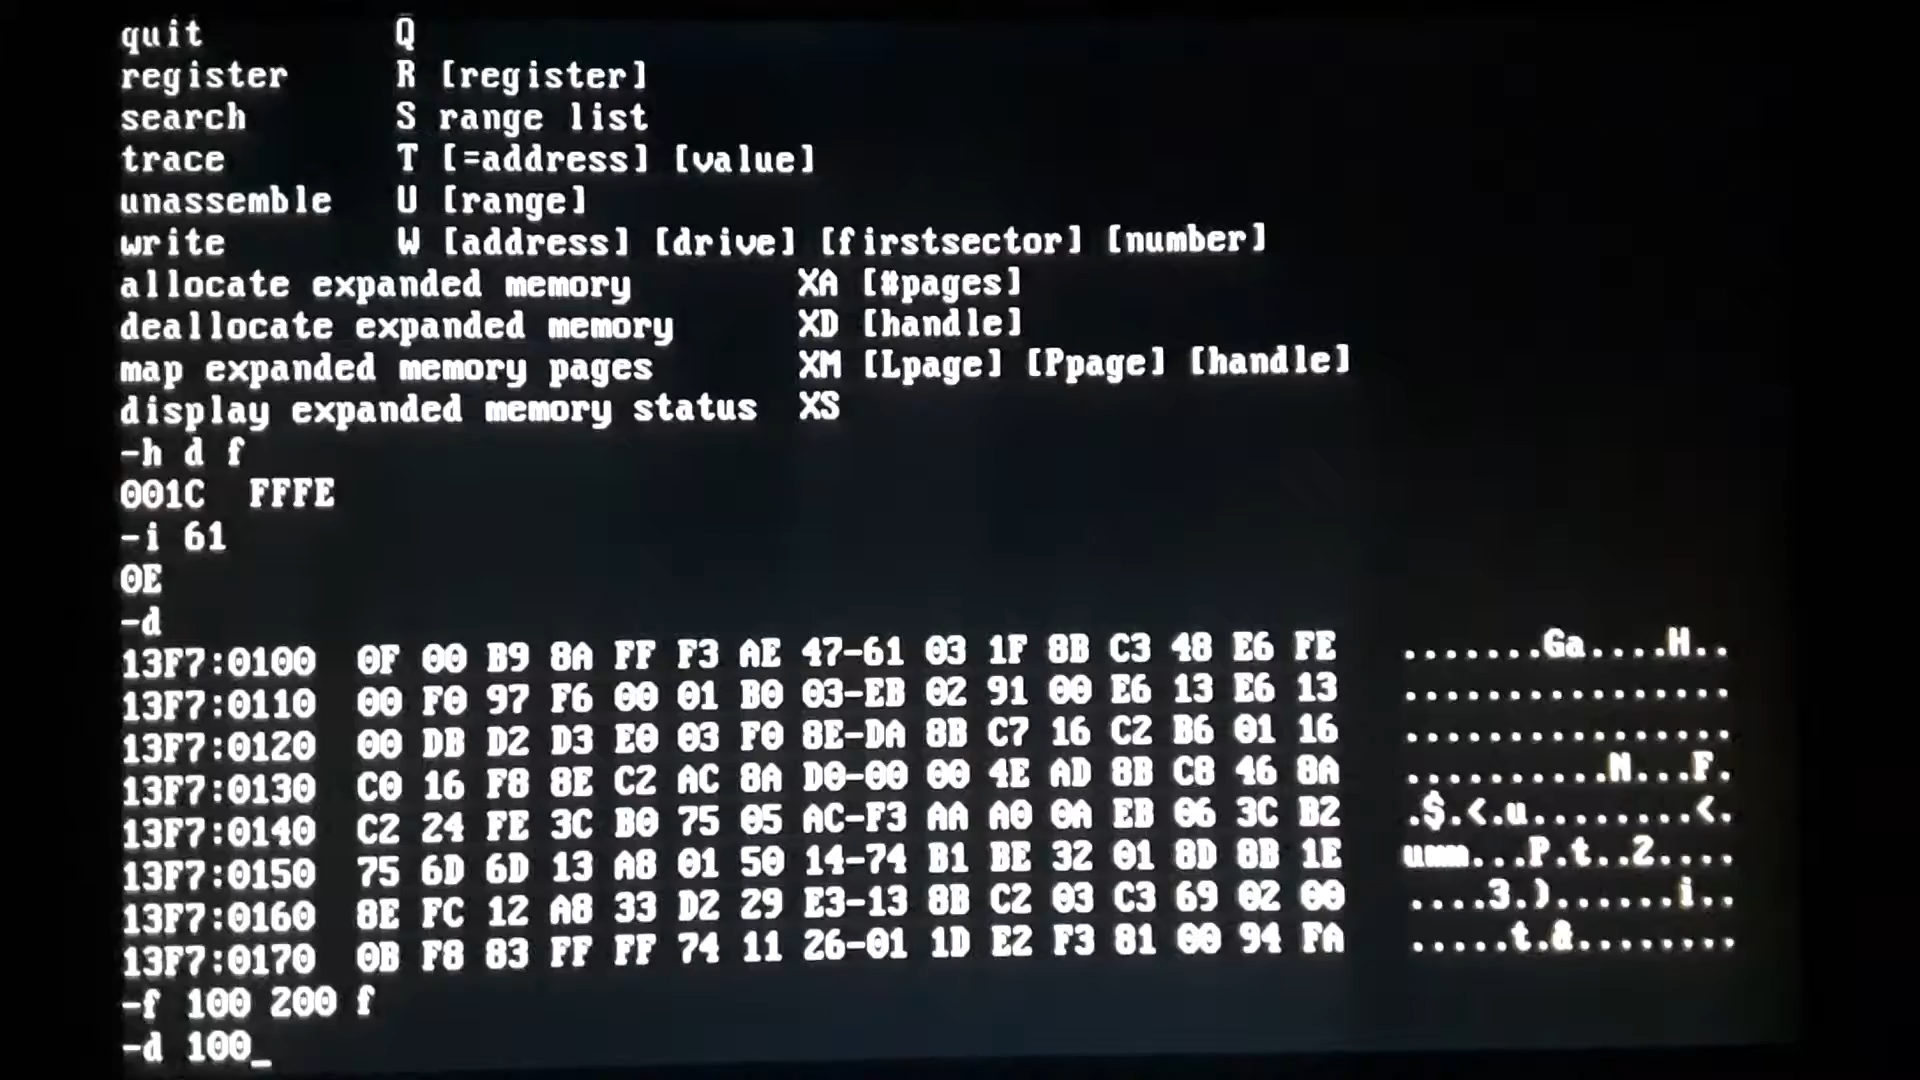 quit         Q
register     R [register]
search       S range list
trace        T [=address] [value]
unassemble   U [range]
write        W [address] [drive] [firstsector] [number]
allocate expanded memory        XA [#pages]
deallocate expanded memory      XD [handle]
map expanded memory pages       XM [Lpage] [Ppage] [handle]
display expanded memory status  XS
-h d f
001C  FFFE
-i 61
0E
-d
13F7:0100  0F 00 B9 8A FF F3 AE 47-61 03 1F 8B C3 48 E6 FE   .......Ga....H..
13F7:0110  00 F0 97 F6 00 01 B0 03-EB 02 91 00 E6 13 E6 13   ................
13F7:0120  00 DB D2 D3 E0 03 F0 8E-DA 8B C7 16 C2 B6 01 16   ................
13F7:0130  C0 16 F8 8E C2 AC 8A D0-00 00 4E AD 8B C8 46 8A   ..........N...F.
13F7:0140  C2 24 FE 3C B0 75 05 AC-F3 AA A0 0A EB 06 3C B2   .$.<.u........<.
13F7:0150  75 6D 6D 13 A8 01 50 14-74 B1 BE 32 01 8D 8B 1E   umm...P.t..2....
13F7:0160  8E FC 12 A8 33 D2 29 E3-13 8B C2 03 C3 69 02 00   ....3.)......i..
13F7:0170  0B F8 83 FF FF 74 11 26-01 1D E2 F3 81 00 94 FA   .....t.&........
-f 100 200 f
-d 100_